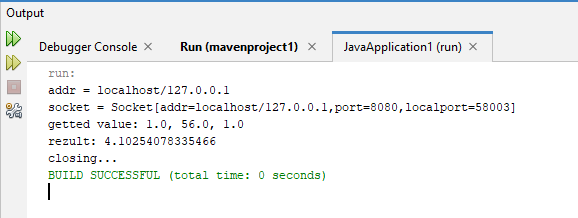 Output
Debugger Console × Run (mavenproject1) × JavaApplication1 (run) ×
run:
addr = localhost/127.0.0.1
socket = Socket[addr=localhost/127.0.0.1,port=8080,localport=58003]
getted value: 1.0, 56.0, 1.0
rezult: 4.10254078335466
closing...
BUILD SUCCESSFUL (total time: 0 seconds)